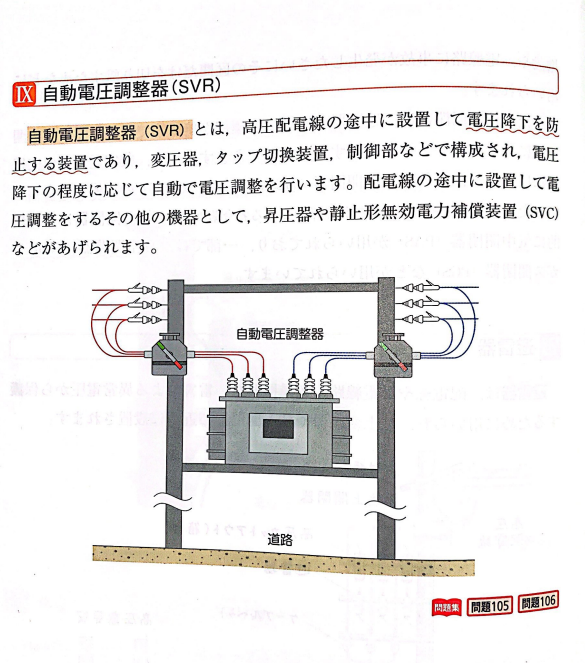 IX 自動電圧調整器(SVR)
自動電圧調整器(SVR)とは，高圧配電線の途中に設置して電圧降下を防
止する装置であり，変圧器，タップ切換装置，制御部などで構成され，電圧
降下の程度に応じて自動で電圧調整を行います。配電線の途中に設置して電
圧調整をするその他の機器として，昇圧器や静止形無効電力補償装置(SVC)
などがあげられます。
自動電圧調整器
道路
問題集 問題105 問題106